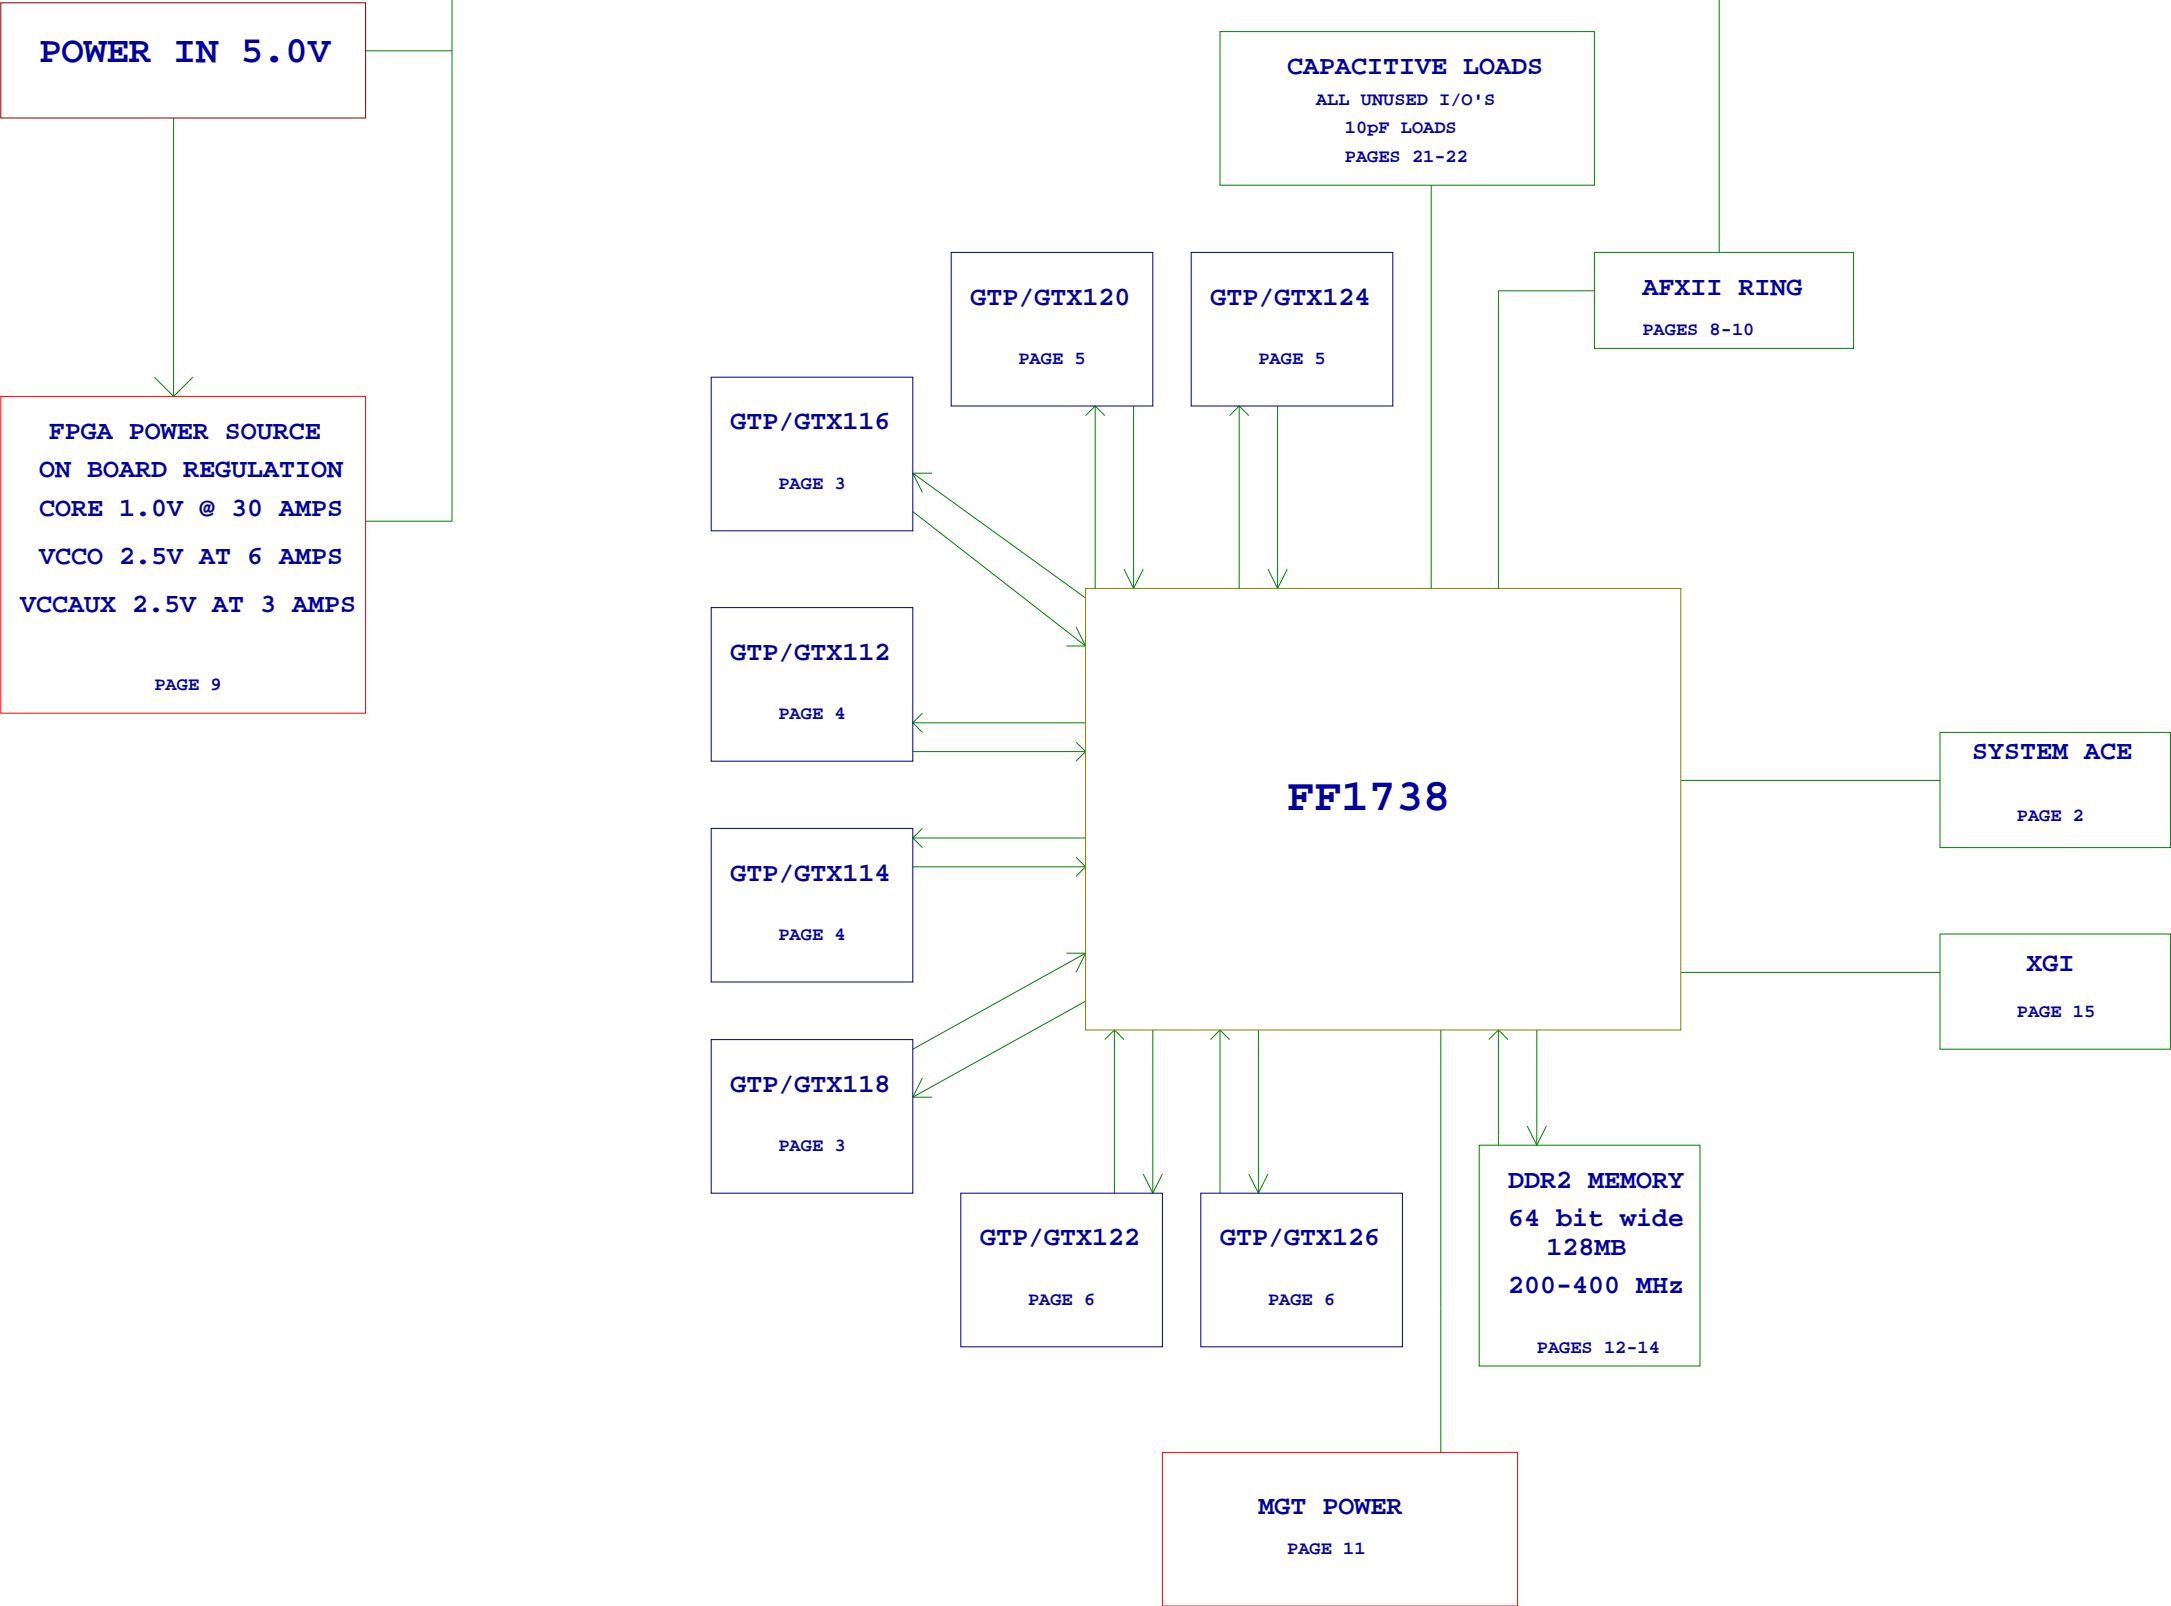 POWER IN 5.0V
CAPACITIVE LOADS
ALL UNUSED I/O'S
10pF LOADS
PAGES 21-22
GTP/GTX120
PAGE 5
GTP/GTX124
PAGE 5
AFXII RING
PAGES 8-10
GTP/GTX116
PAGE 3
FPGA POWER SOURCE
ON BOARD REGULATION
CORE 1.0V @ 30 AMPS
VCCO 2.5V AT 6 AMPS
VCCAUX 2.5V AT 3 AMPS
PAGE 9
GTP/GTX112
PAGE 4
FF1738
SYSTEM ACE
PAGE 2
GTP/GTX114
PAGE 4
XGI
PAGE 15
GTP/GTX118
PAGE 3
GTP/GTX122
PAGE 6
GTP/GTX126
PAGE 6
DDR2 MEMORY
64 bit wide
128MB
200-400 MHz
PAGES 12-14
MGT POWER
PAGE 11